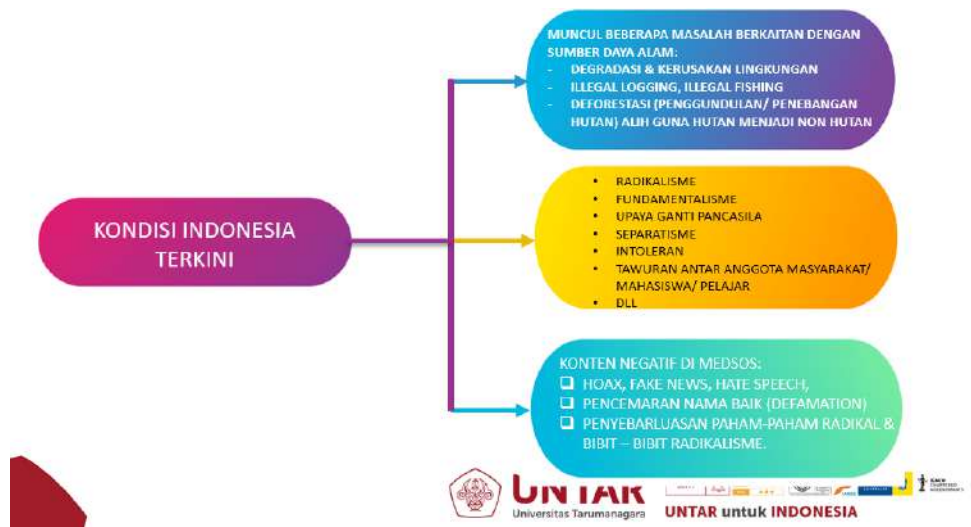 KONDISI INDONESIA
TERKINI
MUNCUL BEBERAPA MASALAH BERKAITAN DENGAN
SUMBER DAYA ALAM:
- DEGRADASI & KERUSAKAN LINGKUNGAN
- ILLEGAL LOGGING, ILLEGAL FISHING
- DEFORESTASI (PENGGUNDULAN/ PENEBANGAN
HUTAN) ALIH GUNA HUTAN MENJADI NON HUTAN
• RADIKALISME
• FUNDAMENTALISME
• UPAYA GANTI PANCASILA
• SEPARATISME
• INTOLERAN
• TAWURAN ANTAR ANGGOTA MASYARAKAT/
MAHASISWA/ PELAJAR
• DLL
KONTEN NEGATIF DI MEDSOS:
❑ HOAX, FAKE NEWS, HATE SPEECH,
❑ PENCEMARAN NAMA BAIK (DEFAMATION)
❑ PENYEBARLUASAN PAHAM-PAHAM RADIKAL &
BIBIT – BIBIT RADIKALISME.
UNTAR
Universitas Tarumanagara
UNTAR untuk INDONESIA